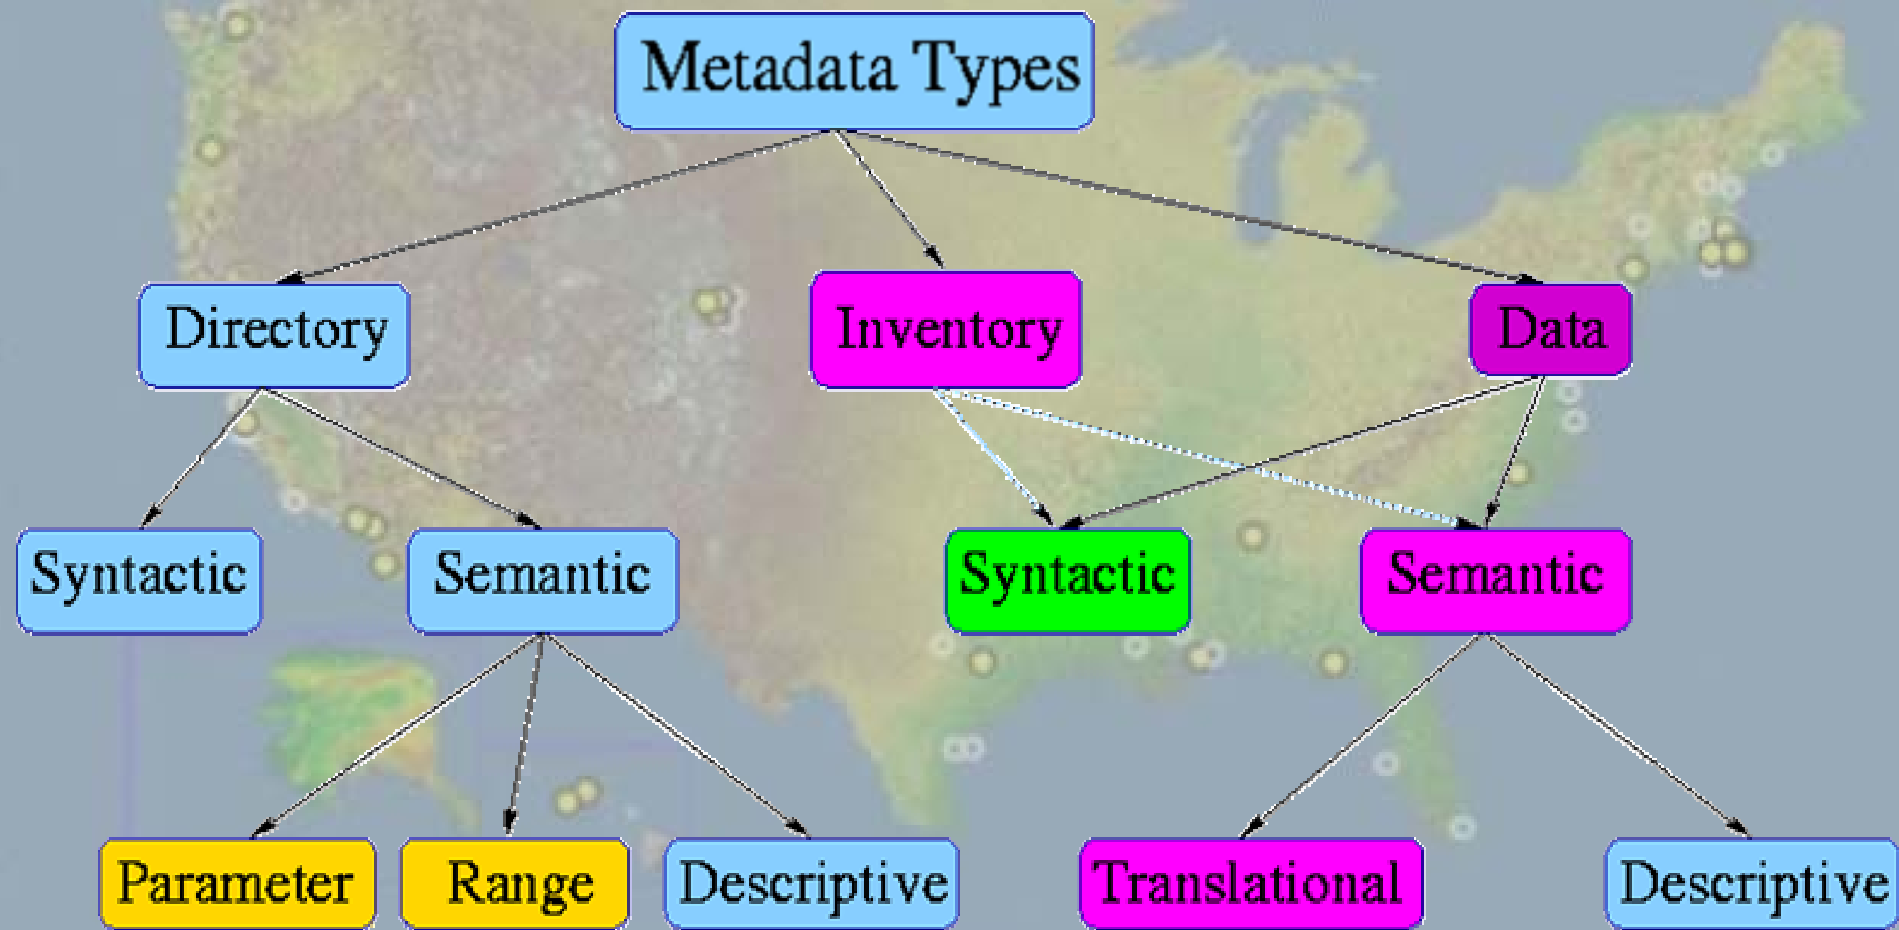 Metadata Types
Directory
Inventory
Data
Syntactic
Semantic
Syntactic
Semantic
Parameter
Range
Descriptive
Translational
Descriptive